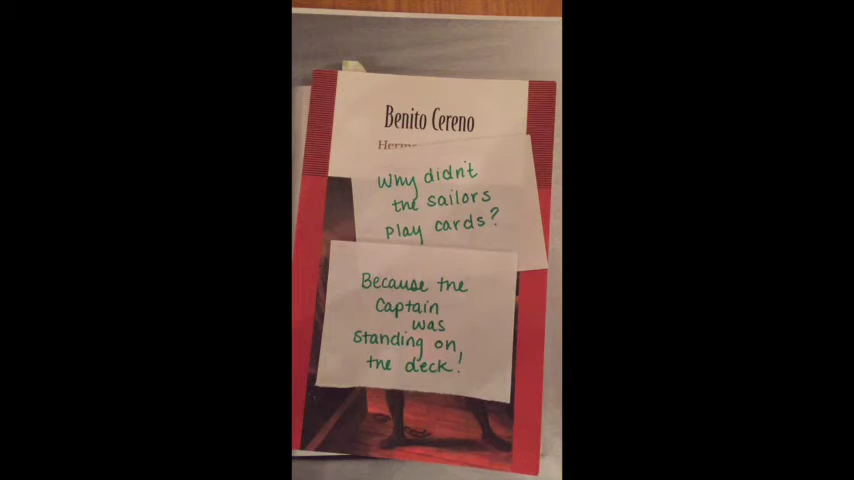 Benito Cereno
Why didn't
the sailors
play cards?
Because the
Captain
was
standing on
the deck!